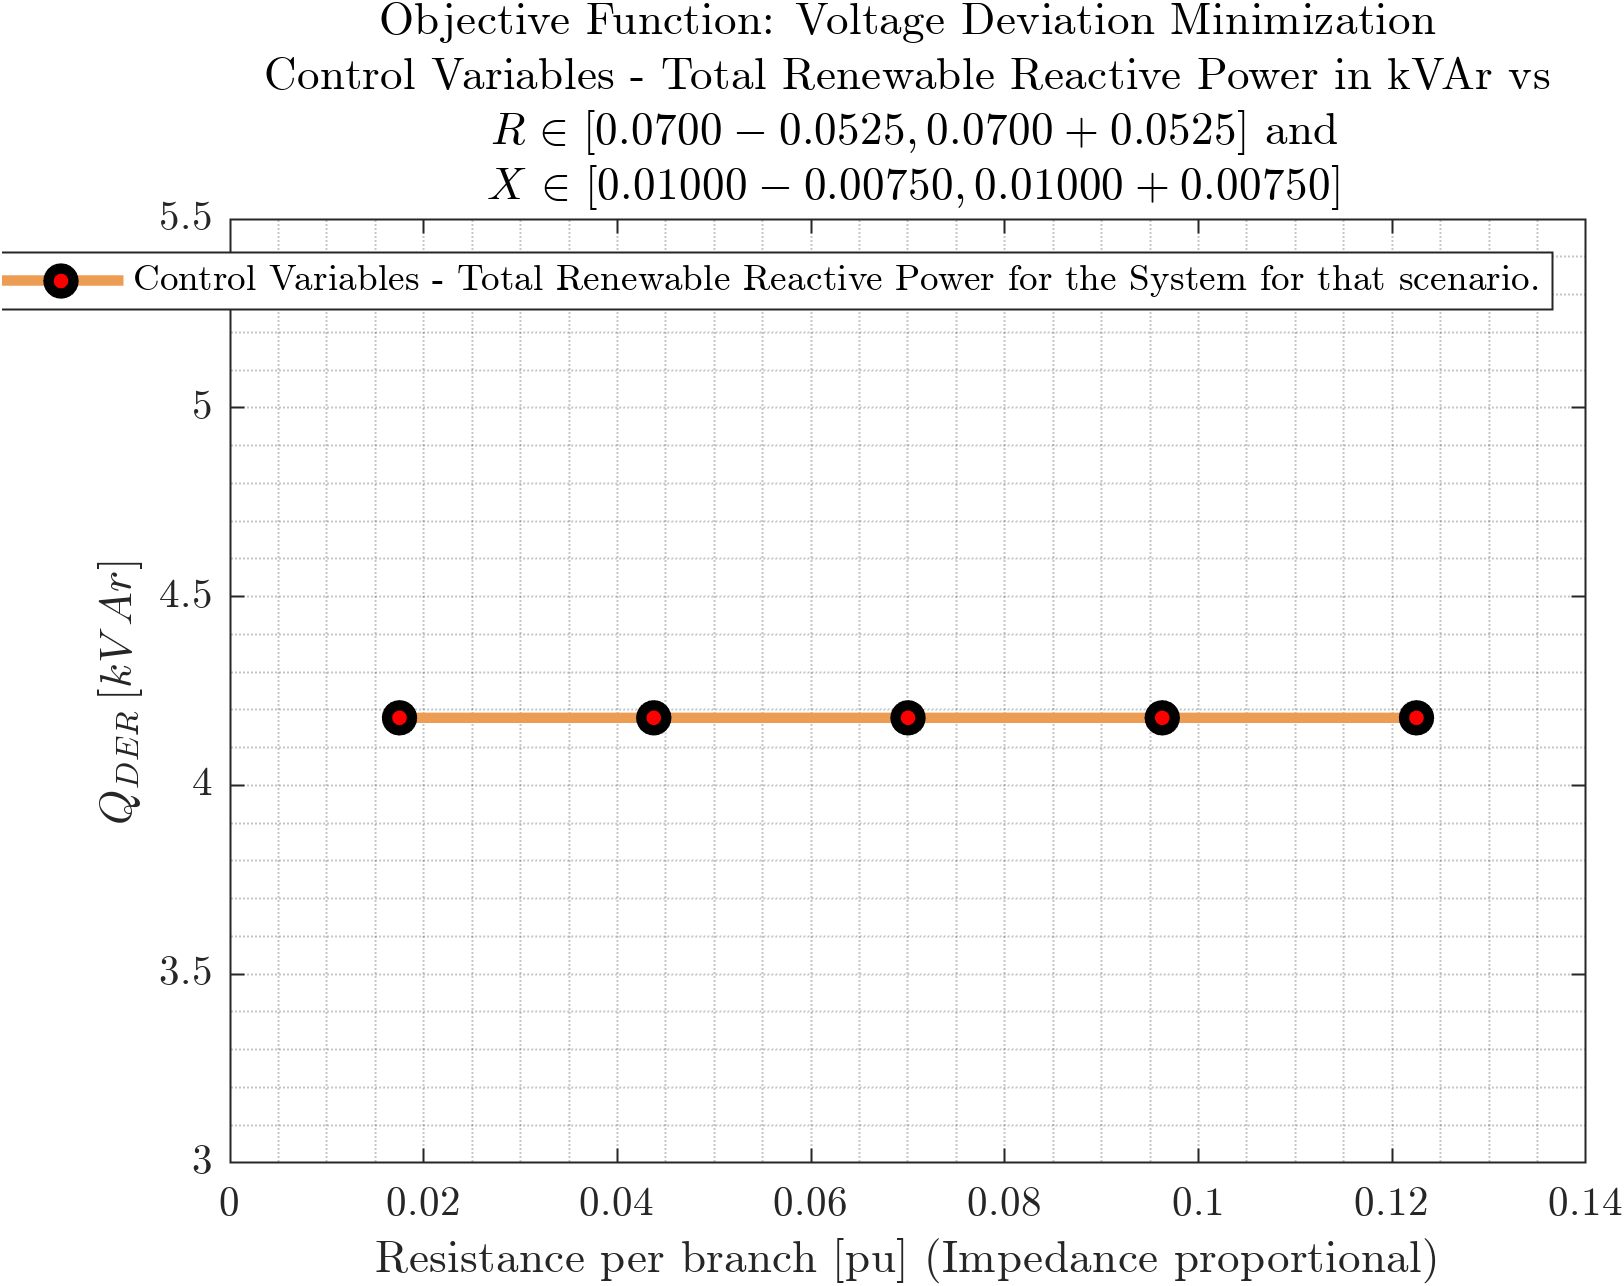 Objective Function: Voltage Deviation Minimization
Control Variables - Total Renewable Reactive Power in kVAr vs
R ∈ [0.0700 − 0.0525, 0.0700 + 0.0525] and
X ∈ [0.01000 − 0.00750, 0.01000 + 0.00750]
5.5
Control Variables - Total Renewable Reactive Power for the System for that scenario.
5
4.5
4
3.5
3
Q_{DER} [kVAr]
0 0.02 0.04 0.06 0.08 0.1 0.12 0.14
Resistance per branch [pu] (Impedance proportional)